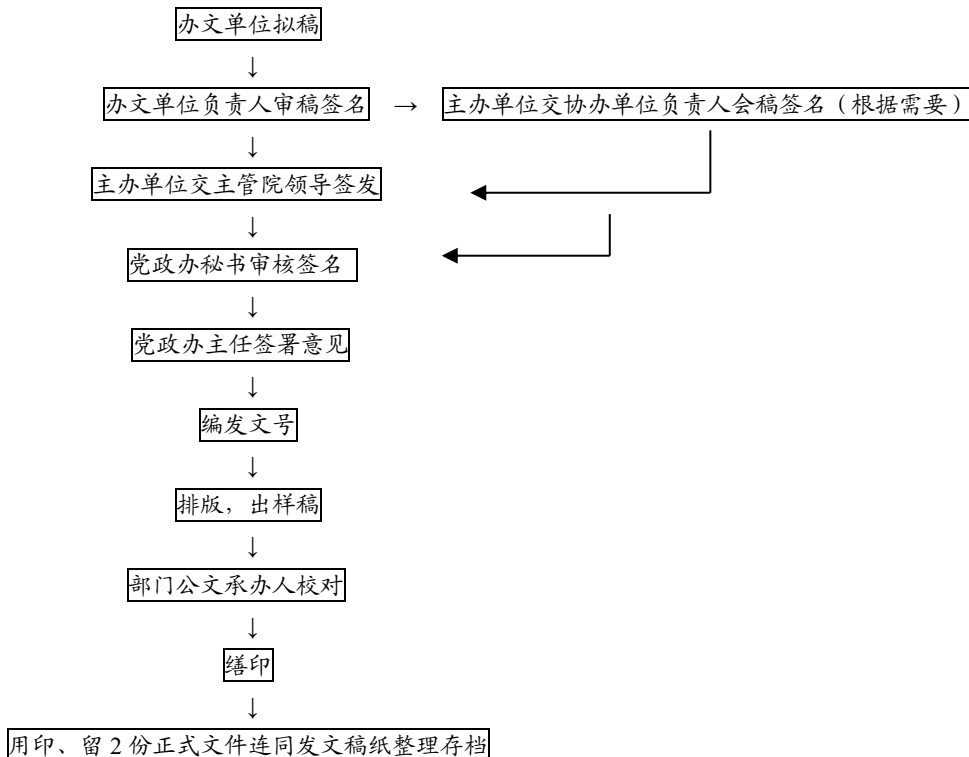 办文单位拟稿
↓
办文单位负责人审稿签名 → 主办单位交协办单位负责人会稿签名（根据需要）
↓
主办单位交主管院领导签发
↓
党政办秘书审核签名
↓
党政办主任签署意见
↓
编发文号
↓
排版，出样稿
↓
部门公文承办人校对
↓
缮印
↓
用印、留 2 份正式文件连同发文稿纸整理存档